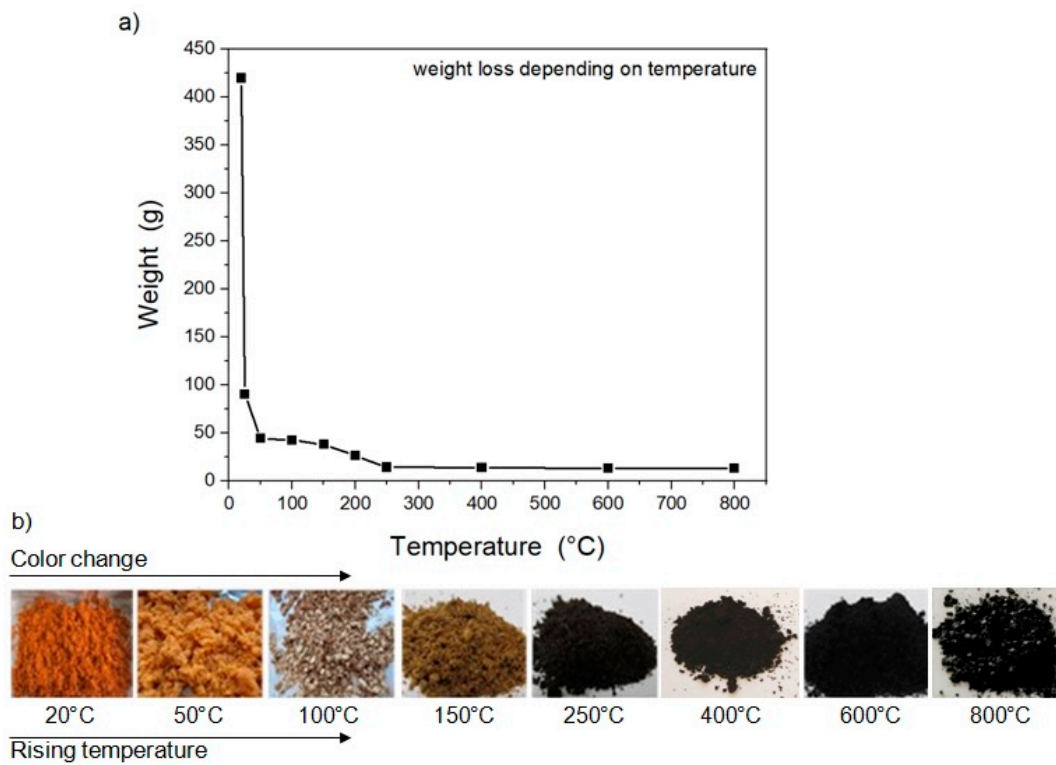 a)
weight loss depending on temperature
450
400
350
300
250
200
150
100
50
0
Weight (g)
0 100 200 300 400 500 600 700 800
Temperature (°C)
b)
Color change
20°C 50°C 100°C 150°C 250°C 400°C 600°C 800°C
Rising temperature